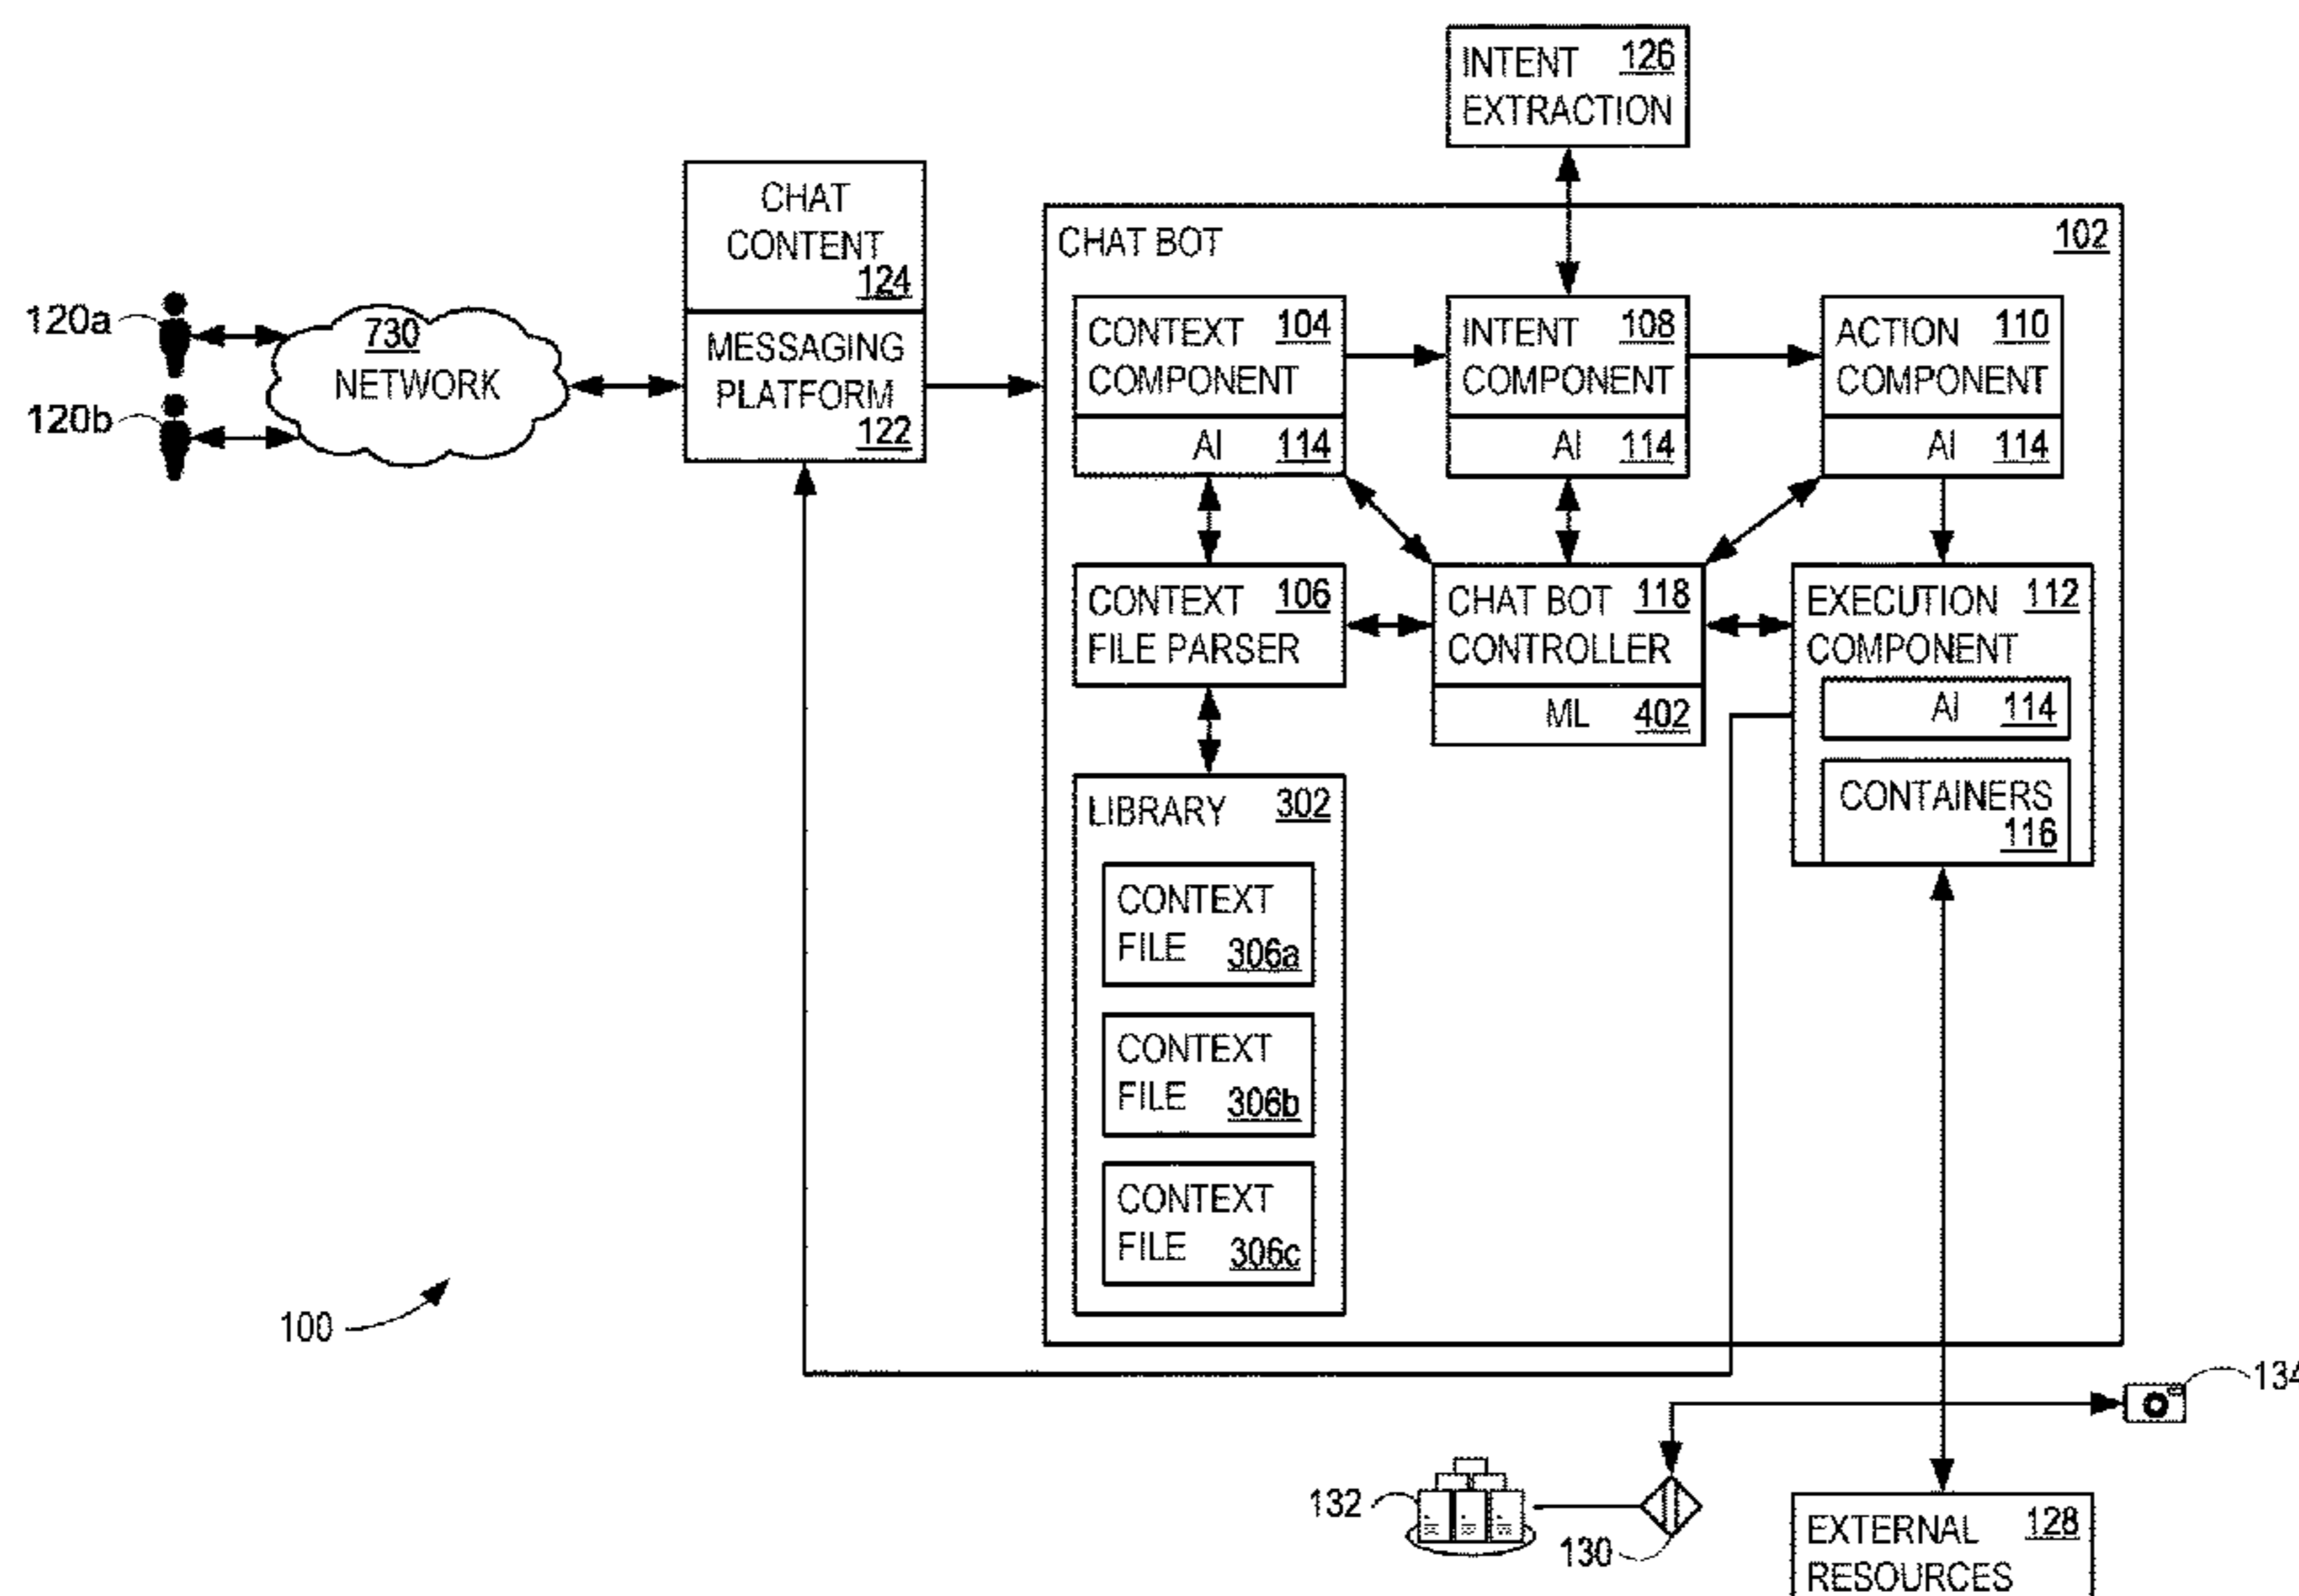 INTENT 126
EXTRACTION
CHAT
CONTENT
124
MESSAGING
PLATFORM
122
120a
120b
730
NETWORK
CHAT BOT 102
CONTEXT 104
COMPONENT
AI 114
INTENT 108
COMPONENT
AI 114
ACTION 110
COMPONENT
AI 114
CONTEXT 106
FILE PARSER
CHAT BOT 118
CONTROLLER
ML 402
EXECUTION 112
COMPONENT
AI 114
CONTAINERS
116
LIBRARY 302
CONTEXT
FILE 306a
CONTEXT
FILE 306b
CONTEXT
FILE 306c
100
134
132
130
EXTERNAL 128
RESOURCES